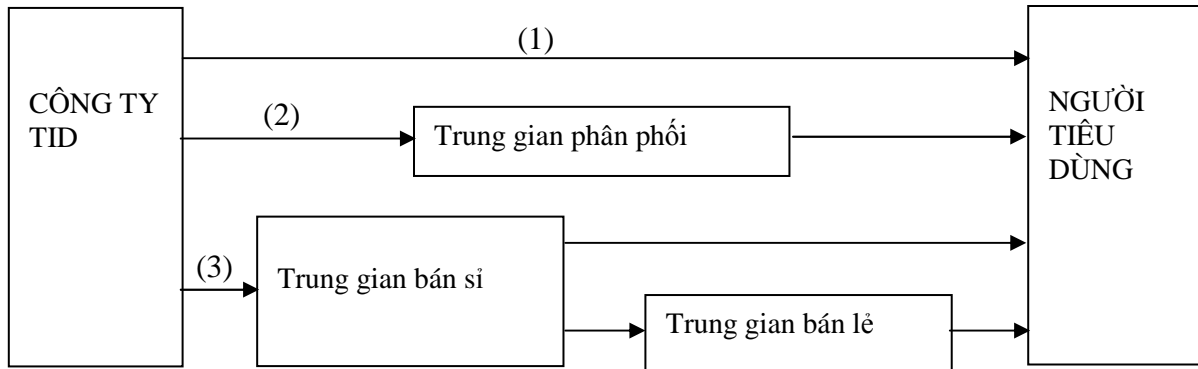 (1)
CÔNG TY
TID
NGƯỜI
TIÊU
DÙNG
(2)
Trung gian phân phối
(3)
Trung gian bán sỉ
Trung gian bán lẻ